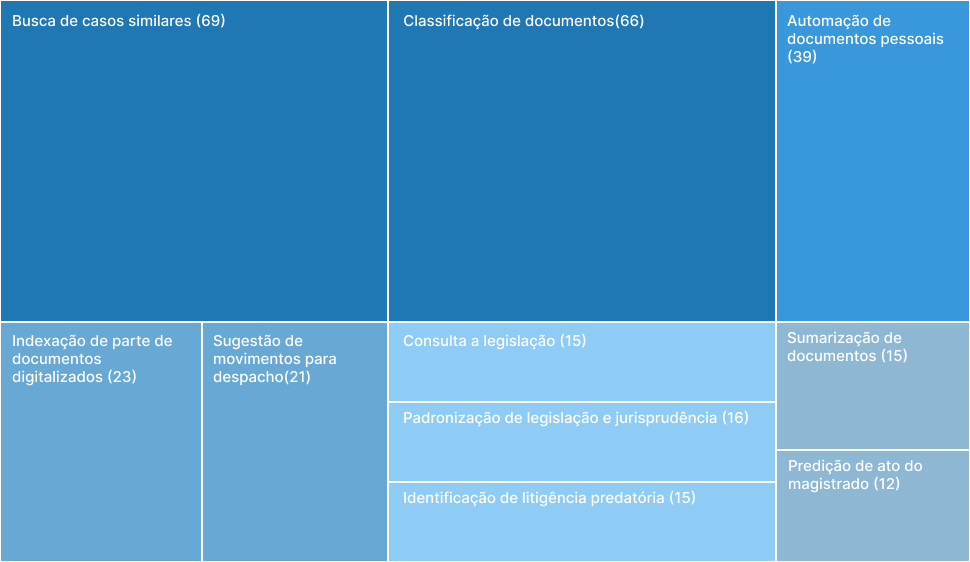 Busca de casos similares (69)
Classificação de documentos(66)
Automação de
documentos pessoais
(39)
Indexação de parte de
documentos
digitalizados (23)
Sugestão de
movimentos para
despacho(21)
Consulta a legislação (15)
Padronização de legislação e jurisprudência (16)
Identificação de litigência predatória (15)
Sumarização de
documentos (15)
Predição de ato do
magistrado (12)